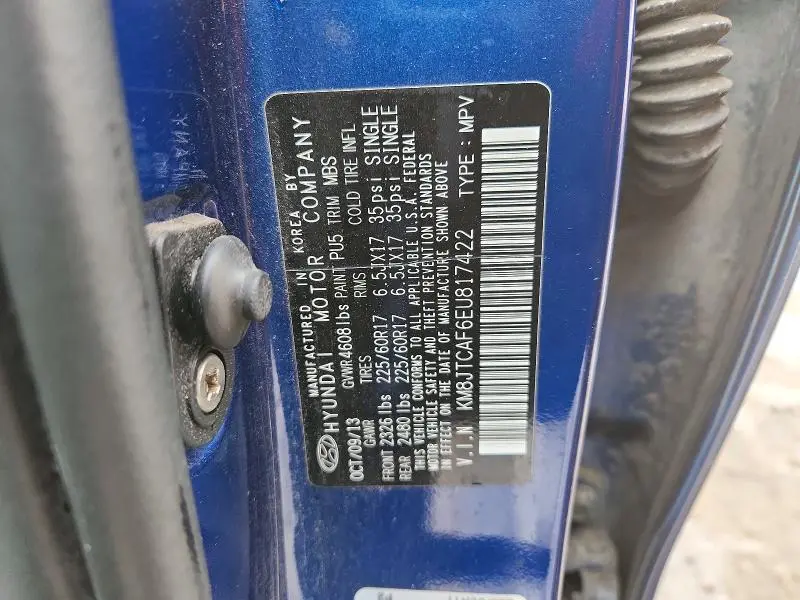 MANUFACTURED IN KOREA BY
HYUNDAI MOTOR COMPANY
OCT/09/13 GVWR 4608 lbs PAINT PU5 TRIM MBS
GAWR TIRES RIMS COLD TIRE INFL
FRONT 2326 lbs 225/60R17 6.5JX17 35psi SINGLE
REAR 2480 lbs 225/60R17 6.5JX17 35psi SINGLE
THIS VEHICLE CONFORMS TO ALL APPLICABLE U.S.A. FEDERAL
MOTOR VEHICLE SAFETY AND THEFT PREVENTION STANDARDS
IN EFFECT ON THE DATE OF MANUFACTURE SHOWN ABOVE
V.I.N : KM8JTCAF6EU817422 TYPE : MPV